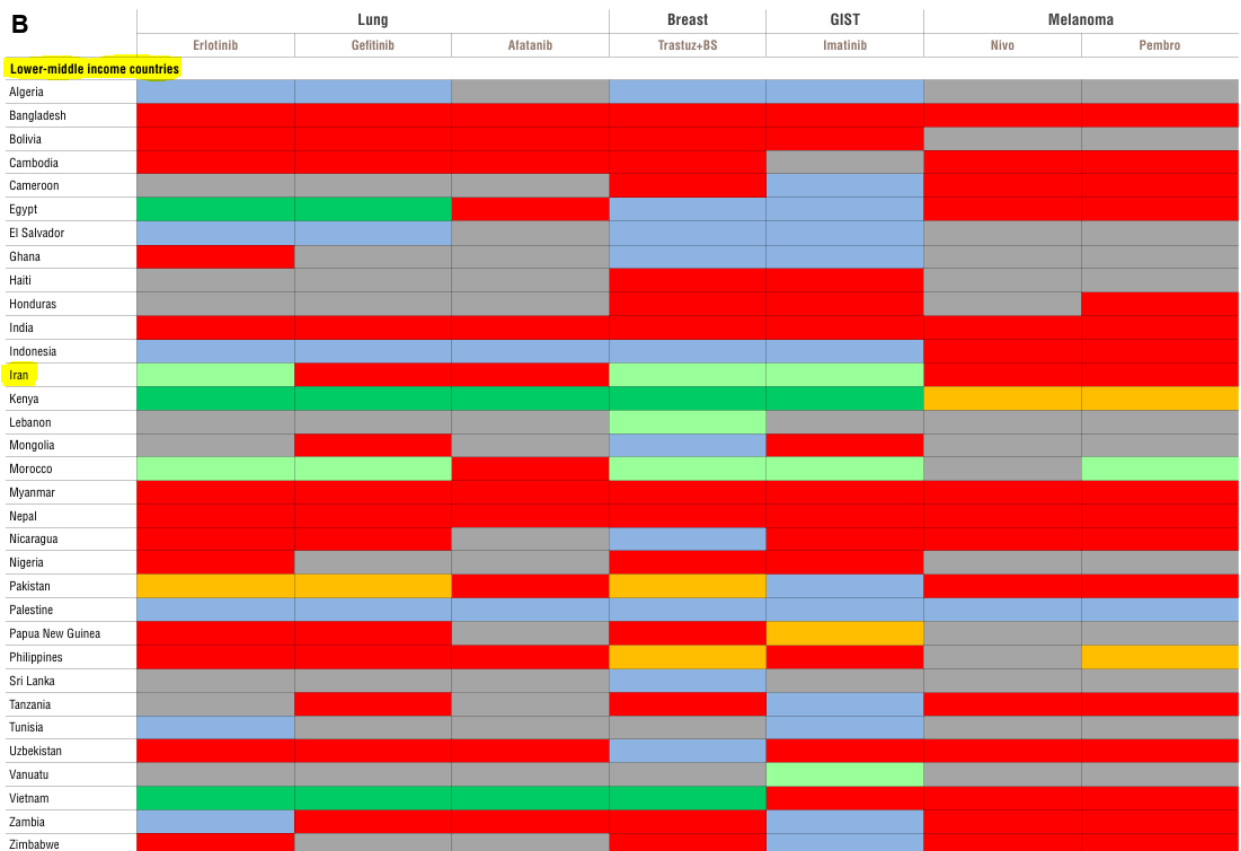 B
Lung Breast GIST Melanoma
Erlotinib Gefitinib Afatanib Trastuz+BS Imatinib Nivo Pembro
Lower-middle income countries
Algeria
Bangladesh
Bolivia
Cambodia
Cameroon
Egypt
El Salvador
Ghana
Haiti
Honduras
India
Indonesia
Iran
Kenya
Lebanon
Mongolia
Morocco
Myanmar
Nepal
Nicaragua
Nigeria
Pakistan
Palestine
Papua New Guinea
Philippines
Sri Lanka
Tanzania
Tunisia
Uzbekistan
Vanuatu
Vietnam
Zambia
Zimbabwe